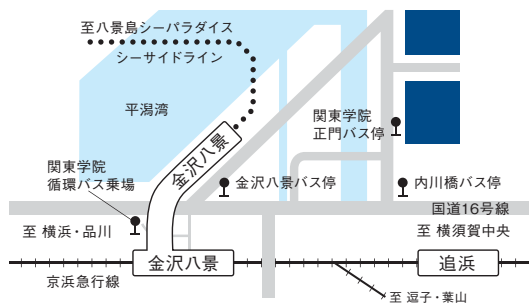 至八景島シーパラダイス
シーサイドライン
平潟湾
関東学院
正門バス停
金沢八景
関東学院
循環バス乗場
金沢八景バス停
内川橋バス停
国道16号線
至 横浜・品川
至 横須賀中央
金沢八景
追浜
京浜急行線
至 逗子・葉山